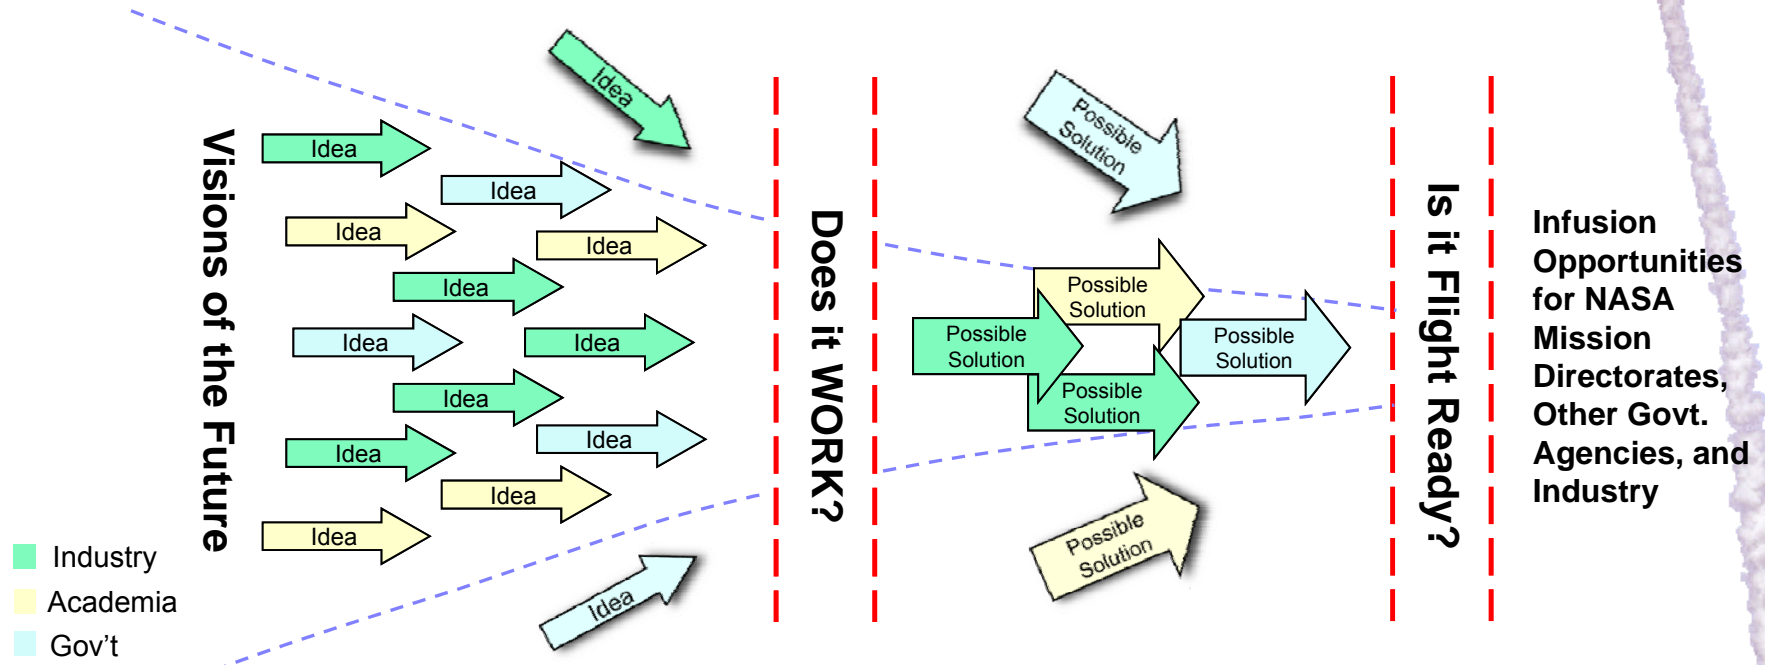 Visions of the Future
Idea
Idea
Idea
Idea
Idea
Idea
Idea
Idea
Idea
Idea
Idea
Idea
Idea
Idea
Does it WORK?
Possible
Solution
Possible
Solution
Possible
Solution
Possible
Solution
Possible
Solution
Possible
Solution
Is it Flight Ready?
Infusion
Opportunities
for NASA
Mission
Directorates,
Other Govt.
Agencies, and
Industry
Industry
Academia
Gov't